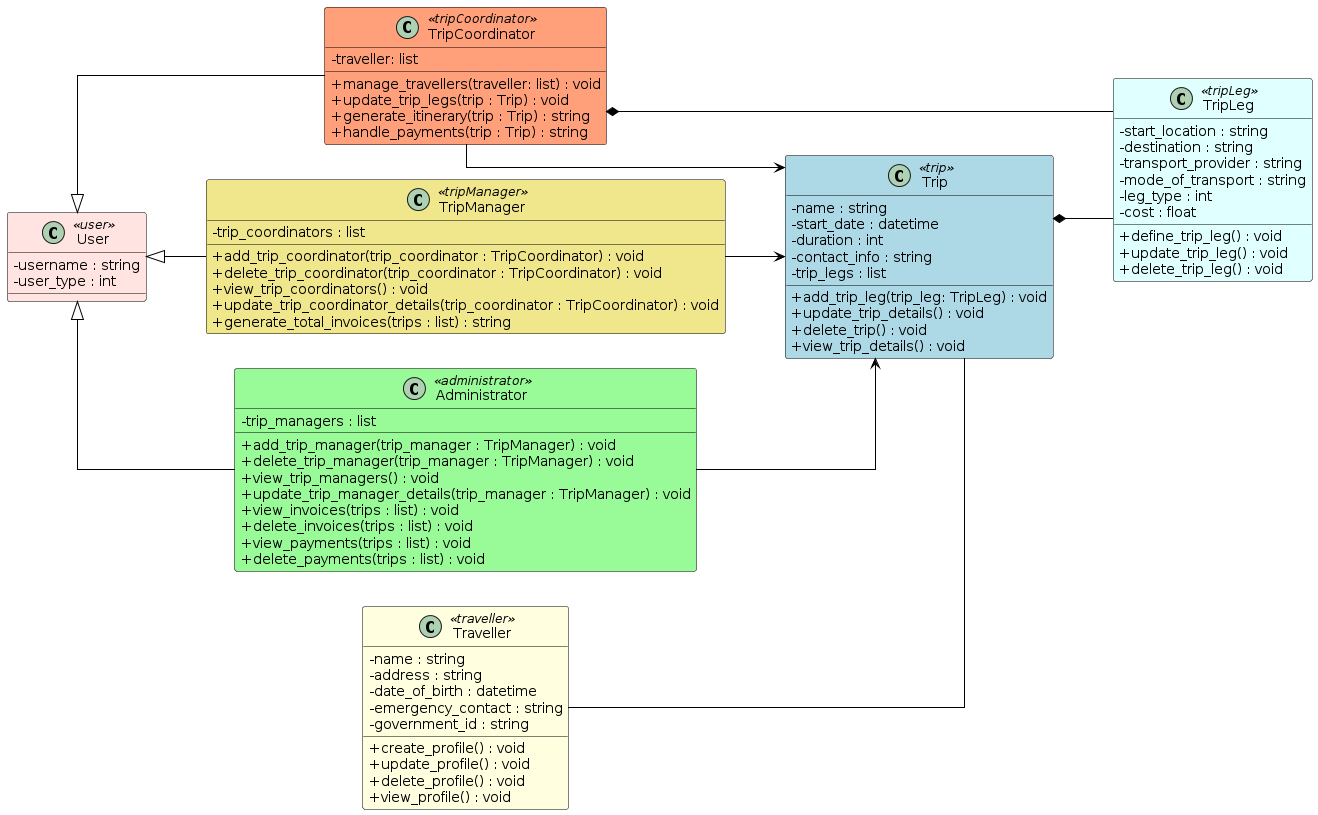 C
«tripCoordinator»
TripCoordinator
-traveller: list
+manage_travellers(traveller: list) : void
+update_trip_legs(trip : Trip) : void
+generate_itinerary(trip : Trip) : string
+handle_payments(trip : Trip) : string
C
«tripLeg»
TripLeg
-start_location : string
-destination : string
-transport_provider : string
-mode_of_transport : string
-leg_type : int
-cost : float
+define_trip_leg() : void
+update_trip_leg() : void
+delete_trip_leg() : void
C
«trip»
Trip
-name : string
-start_date : datetime
-duration : int
-contact_info : string
-trip_legs : list
+add_trip_leg(trip_leg: TripLeg) : void
+update_trip_details() : void
+delete_trip() : void
+view_trip_details() : void
C
«tripManager»
TripManager
-trip_coordinators : list
+add_trip_coordinator(trip_coordinator : TripCoordinator) : void
+delete_trip_coordinator(trip_coordinator : TripCoordinator) : void
+view_trip_coordinators() : void
+update_trip_coordinator_details(trip_coordinator : TripCoordinator) : void
+generate_total_invoices(trips : list) : string
C
«user»
User
-username : string
-user_type : int
C
«administrator»
Administrator
-trip_managers : list
+add_trip_manager(trip_manager : TripManager) : void
+delete_trip_manager(trip_manager : TripManager) : void
+view_trip_managers() : void
+update_trip_manager_details(trip_manager : TripManager) : void
+view_invoices(trips : list) : void
+delete_invoices(trips : list) : void
+view_payments(trips : list) : void
+delete_payments(trips : list) : void
C
«traveller»
Traveller
-name : string
-address : string
-date_of_birth : datetime
-emergency_contact : string
-government_id : string
+create_profile() : void
+update_profile() : void
+delete_profile() : void
+view_profile() : void